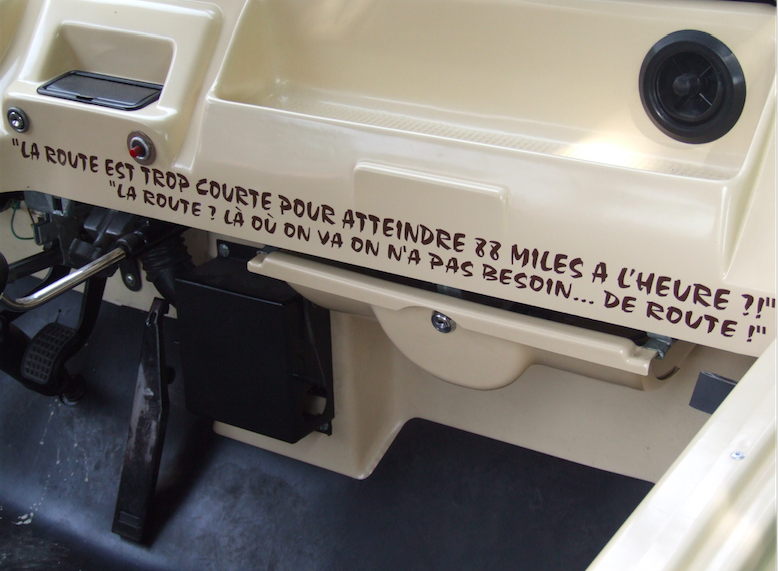 "LA ROUTE EST TROP COURTE POUR ATTEINDRE 88 MILES A L'HEURE ?!"
"LA ROUTE ? LÀ OÙ ON VA ON N'A PAS BESOIN... DE ROUTE !"